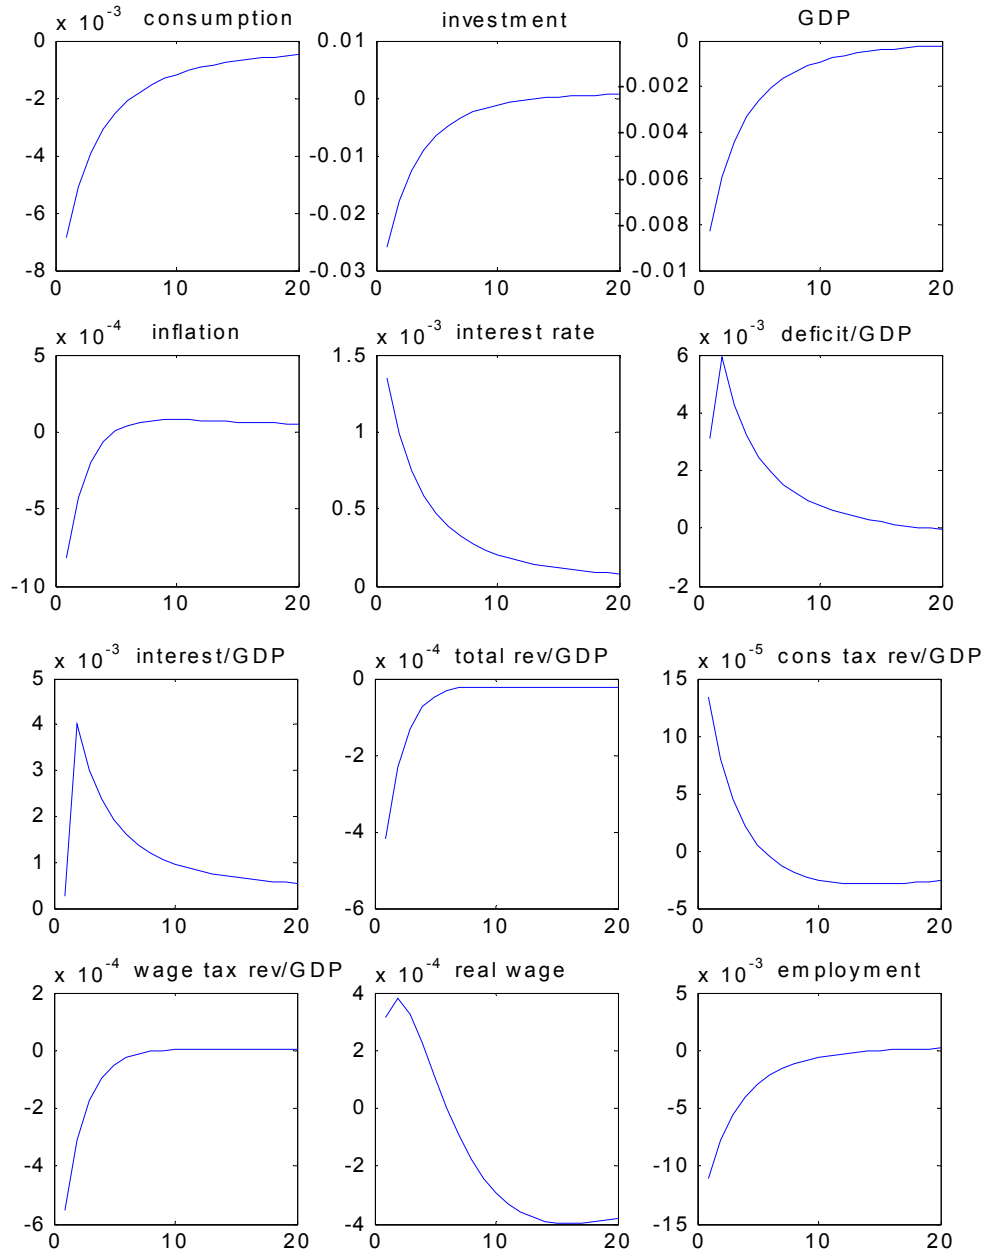 x 10-3 consumption
investment
GDP
0
-2
-4
-6
-8
0 10 20
0.01
0
-0.01
-0.02
-0.03
0 10 20
0
-0.002
-0.004
-0.006
-0.008
-0.01
0 10 20
x 10-4 inflation
x 10-3 interest rate
x 10-3 deficit/GDP
5
0
-5
-10
0 10 20
1.5
1
0.5
0
0 10 20
6
4
2
0
-2
0 10 20
x 10-3 interest/GDP
x 10-4 total rev/GDP
x 10-5 cons tax rev/GDP
5
4
3
2
1
0
0 10 20
0
-2
-4
-6
0 10 20
15
10
5
0
-5
0 10 20
x 10-4 wage tax rev/GDP
x 10-4 real wage
x 10-3 employment
2
0
-2
-4
-6
0 10 20
4
2
0
-2
-4
0 10 20
5
0
-5
-10
-15
0 10 20